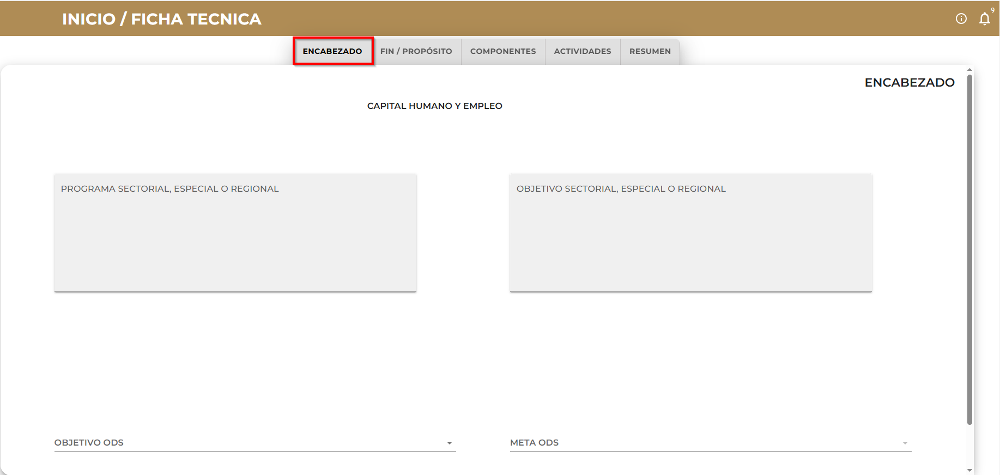 INICIO / FICHA TECNICA
9
ENCABEZADO
FIN / PROPÓSITO
COMPONENTES
ACTIVIDADES
RESUMEN
ENCABEZADO
CAPITAL HUMANO Y EMPLEO
PROGRAMA SECTORIAL, ESPECIAL O REGIONAL
OBJETIVO SECTORIAL, ESPECIAL O REGIONAL
OBJETIVO ODS
META ODS